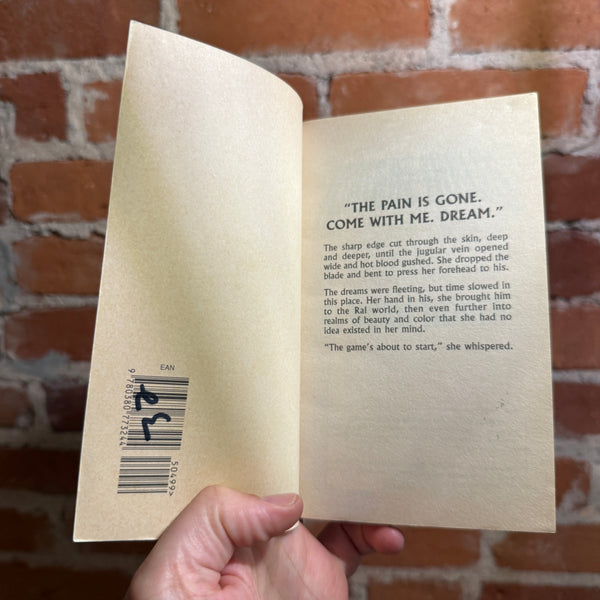 EAN
9 780380 773244
50499>
"THE PAIN IS GONE.
COME WITH ME. DREAM."
The sharp edge cut through the skin, deep
and deeper, until the jugular vein opened
wide and hot blood gushed. She dropped the
blade and bent to press her forehead to his.
The dreams were fleeting, but time slowed in
this place. Her hand in his, she brought him
to the Ral world, then even further into
realms of beauty and color that she had no
idea existed in her mind.
"The game's about to start," she whispered.